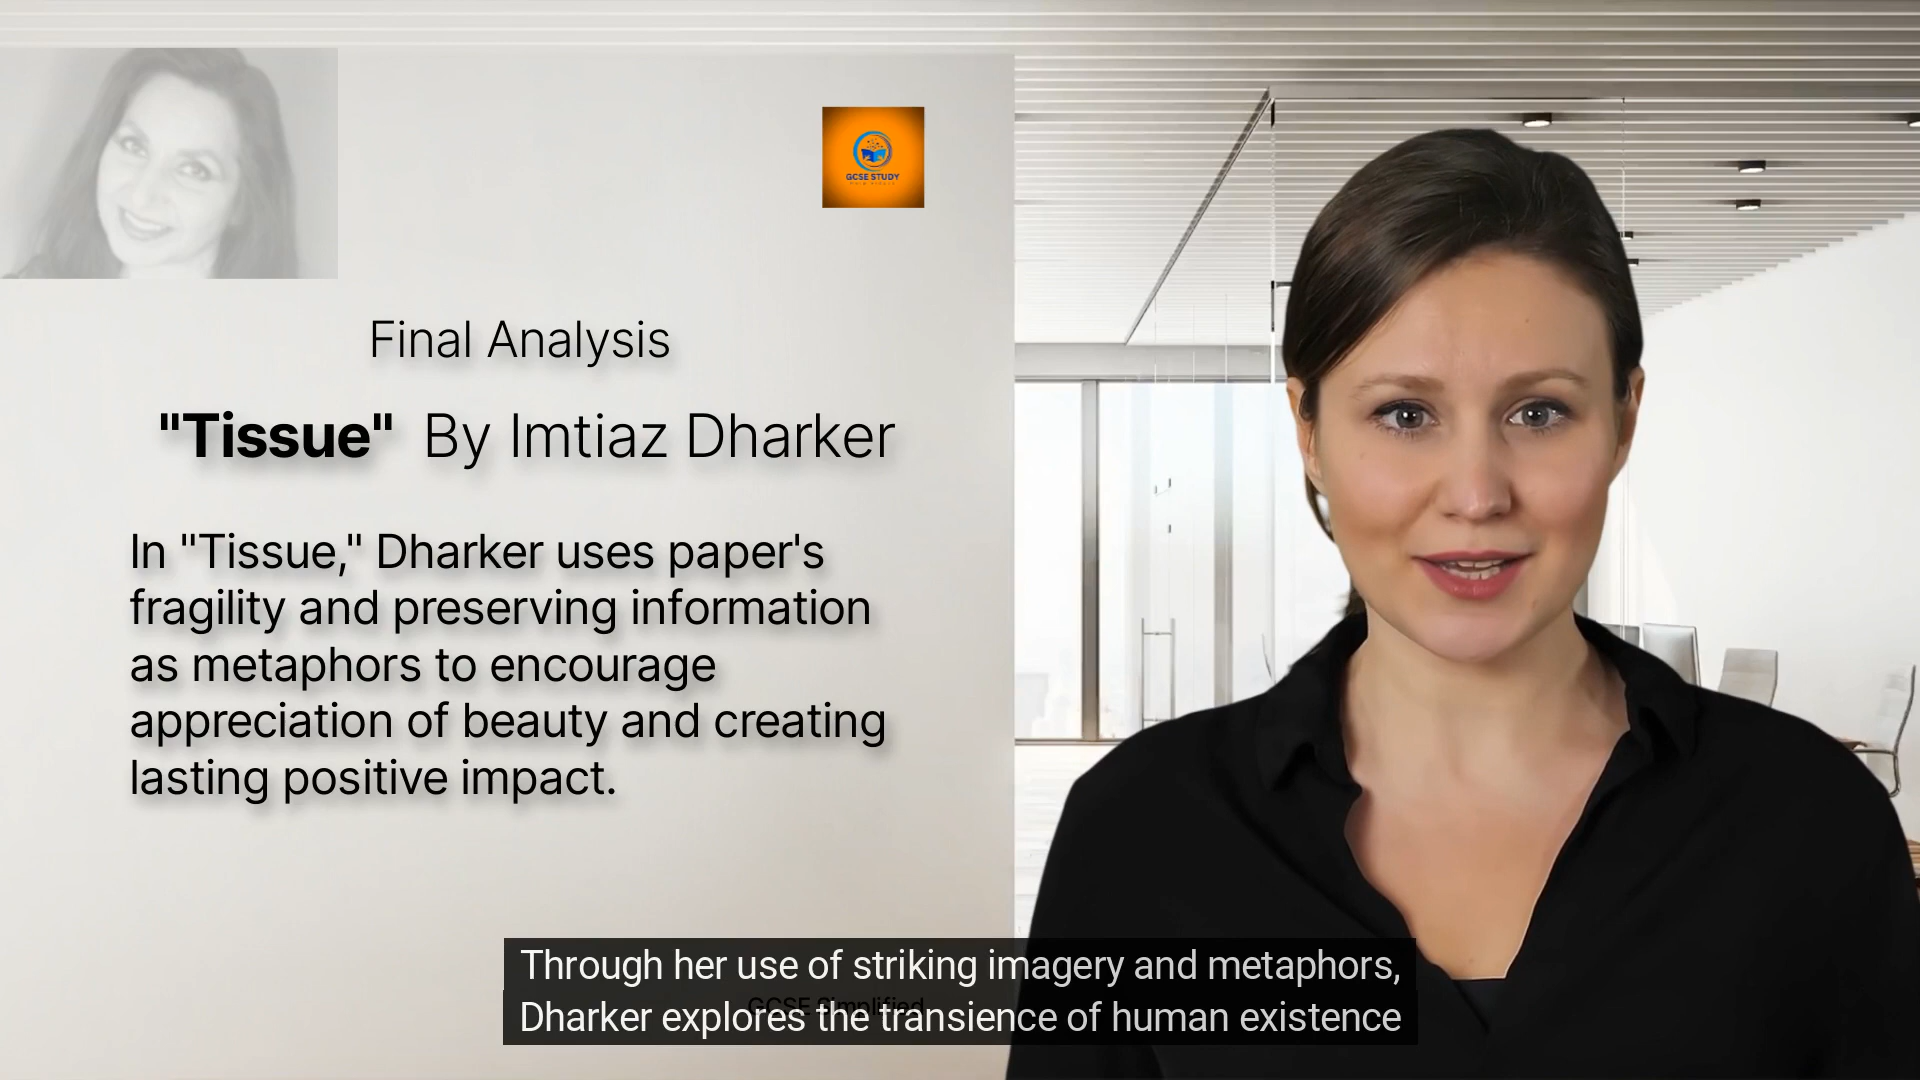 GCSE STUDY
Final Analysis
"Tissue" By Imtiaz Dharker
In "Tissue," Dharker uses paper's
fragility and preserving information
as metaphors to encourage
appreciation of beauty and creating
lasting positive impact.
Through her use of striking imagery and metaphors,
GCSE Simplified
Dharker explores the transience of human existence